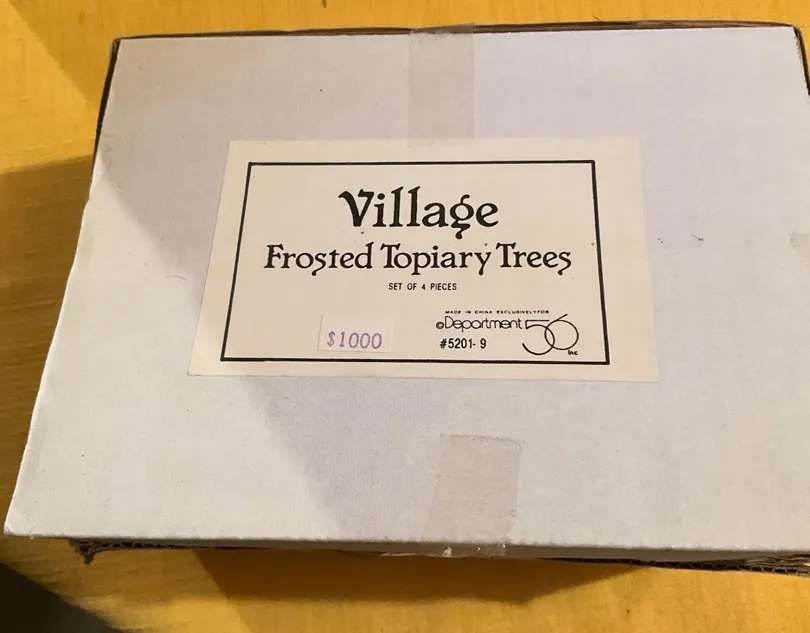 Village
Frosted Topiary Trees
SET OF 4 PIECES
MADE IN CHINA EXCLUSIVELY FOR
©Department 56 Inc.
$1000
#5201-9